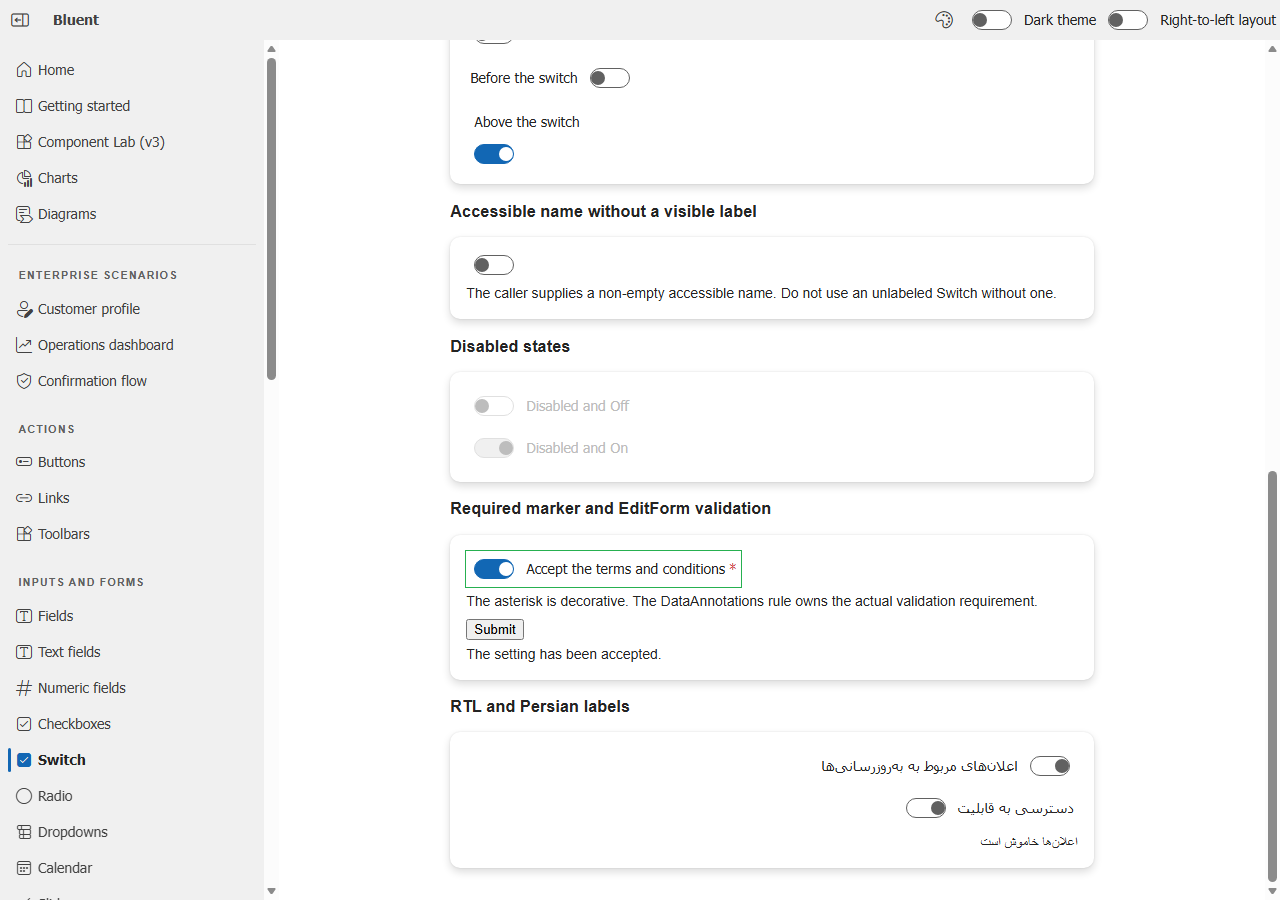 Bluent
Dark theme
Right-to-left layout
Home
Getting started
Component Lab (v3)
Charts
Diagrams
ENTERPRISE SCENARIOS
Customer profile
Operations dashboard
Confirmation flow
ACTIONS
Buttons
Links
Toolbars
INPUTS AND FORMS
Fields
Text fields
Numeric fields
Checkboxes
Switch
Radio
Dropdowns
Calendar
Before the switch
Above the switch
Accessible name without a visible label
The caller supplies a non-empty accessible name. Do not use an unlabeled Switch without one.
Disabled states
Disabled and Off
Disabled and On
Required marker and EditForm validation
Accept the terms and conditions *
The asterisk is decorative. The DataAnnotations rule owns the actual validation requirement.
Submit
The setting has been accepted.
RTL and Persian labels
اعلان‌های مربوط به به‌روزرسانی‌ها
دسترسی به قابلیت
اعلان‌ها خاموش است